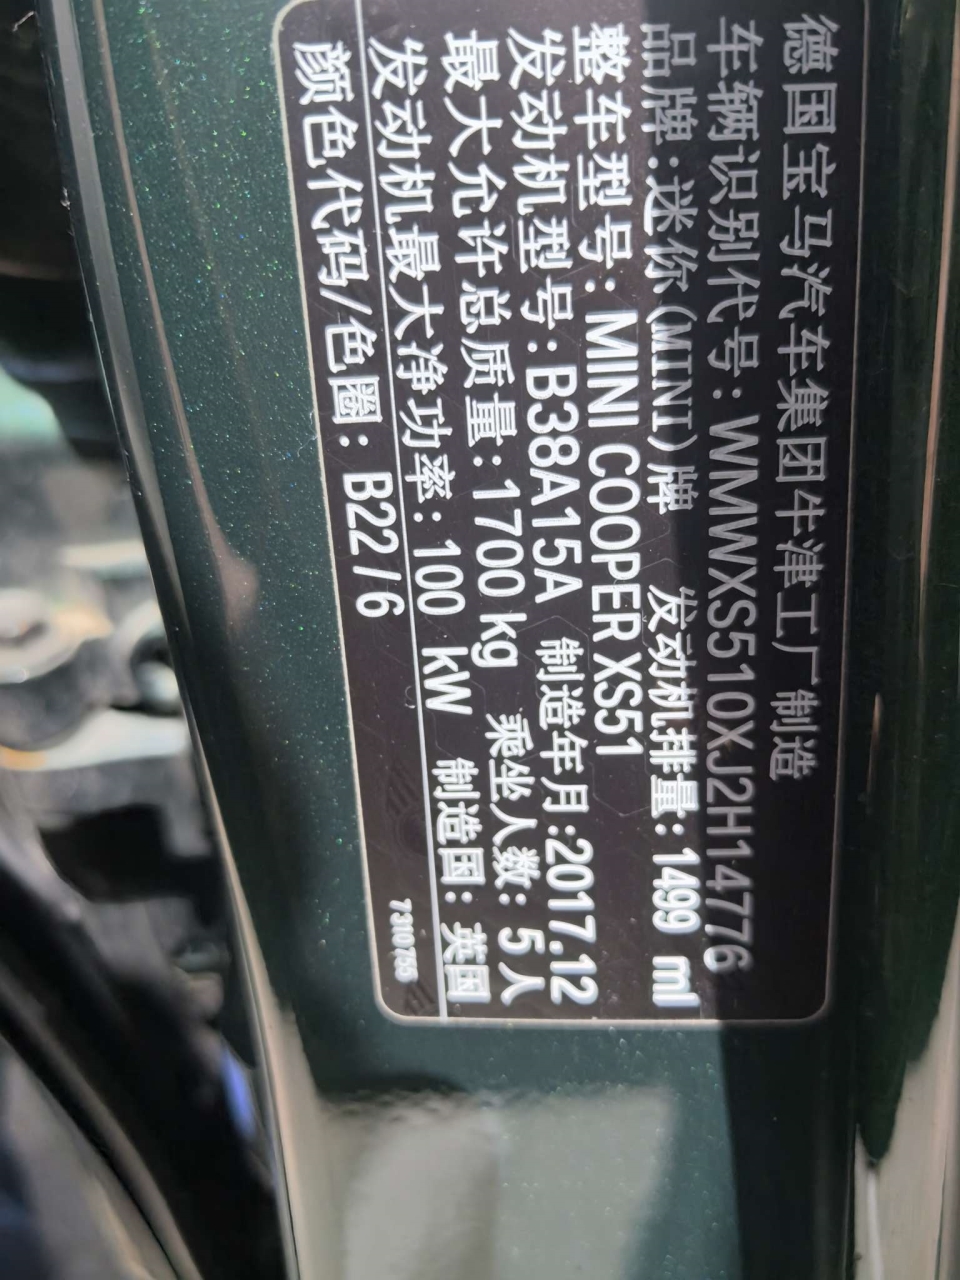 德国宝马汽车集团牛津工厂制造
车辆识别代号: WMWXS510XJ2H14776
品牌:迷你(MINI)牌 发动机排量: 1499 ml
整车型号: MINI COOPER XS51
发动机型号: B38A15A 制造年月:2017.12
最大允许总质量: 1700 kg 乘坐人数: 5人
发动机最大净功率: 100 kW 制造国: 英国
颜色代码/色圈: B22/6 7310755